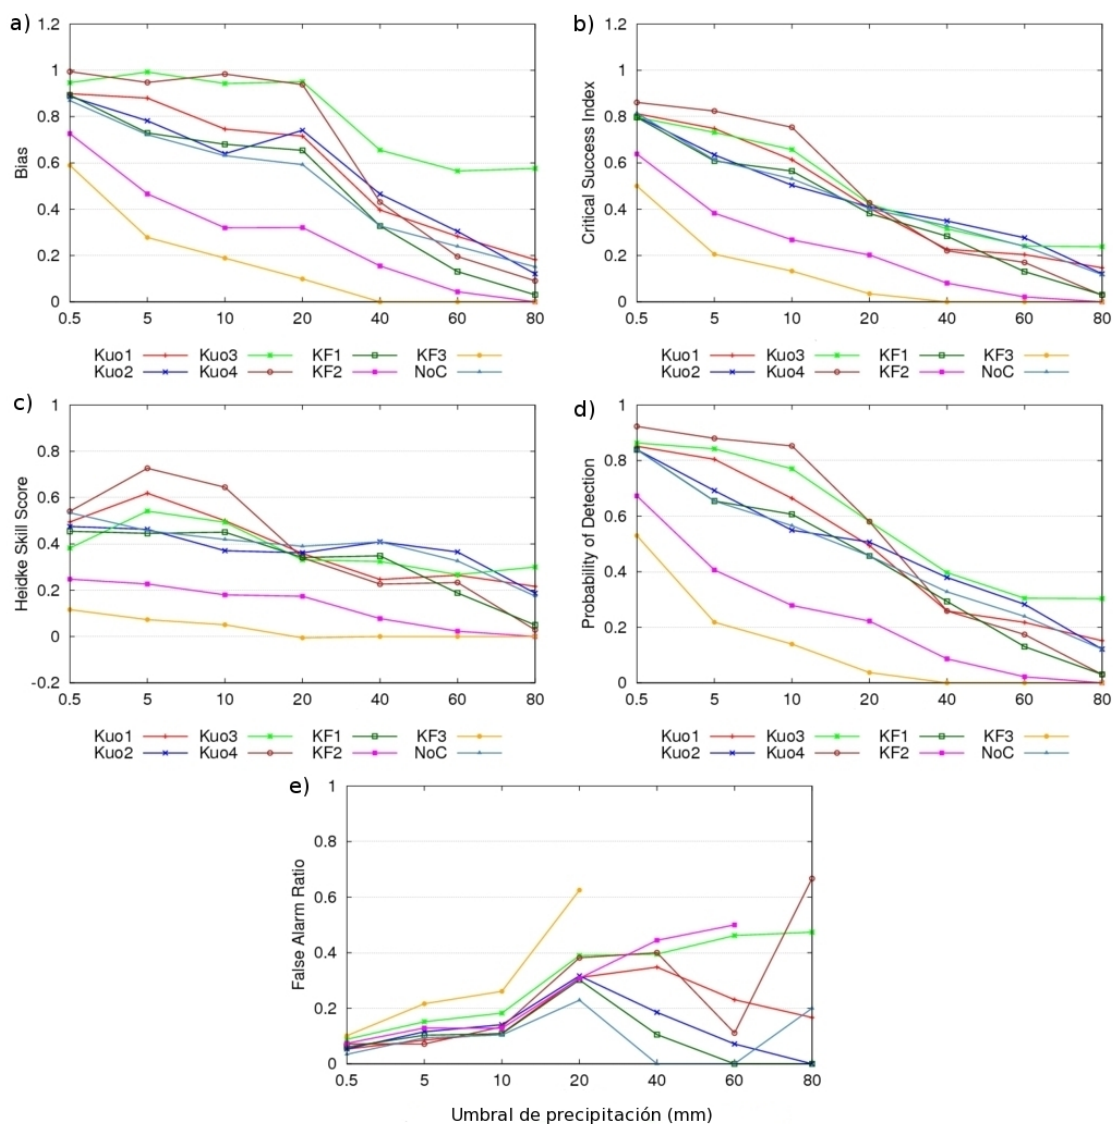 a)
1.2
1
0.8
0.6
0.4
0.2
0
Bias
0.5 5 10 20 40 60 80
Kuo1 Kuo3 KF1 KF3
Kuo2 Kuo4 KF2 NoC
b)
1.2
1
0.8
0.6
0.4
0.2
0
Critical Success Index
0.5 5 10 20 40 60 80
Kuo1 Kuo3 KF1 KF3
Kuo2 Kuo4 KF2 NoC
c)
1
0.8
0.6
0.4
0.2
0
-0.2
Heidke Skill Score
0.5 5 10 20 40 60 80
Kuo1 Kuo3 KF1 KF3
Kuo2 Kuo4 KF2 NoC
d)
1
0.8
0.6
0.4
0.2
0
Probability of Detection
0.5 5 10 20 40 60 80
Kuo1 Kuo3 KF1 KF3
Kuo2 Kuo4 KF2 NoC
e)
1
0.8
0.6
0.4
0.2
0
False Alarm Ratio
0.5 5 10 20 40 60 80
Umbral de precipitación (mm)